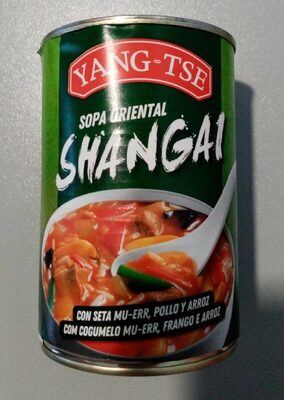 YANG-TSE
SOPA ORIENTAL
SHANGAI
CON SETA MU-ERR, POLLO Y ARROZ
COM COGUMELO MU-ERR, FRANGO E ARROZ